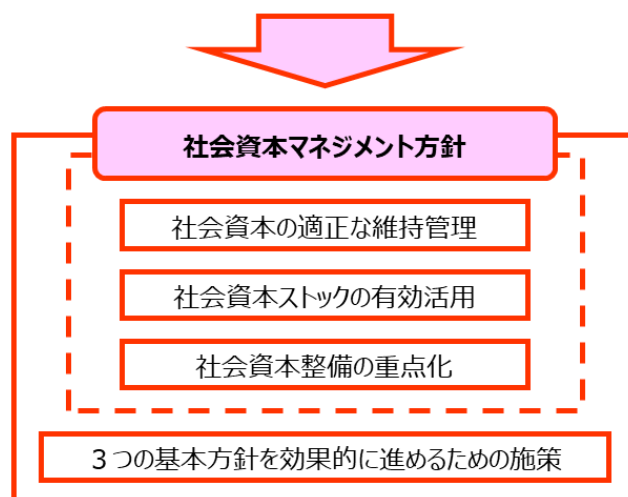 社会資本マネジメント方針
社会資本の適正な維持管理
社会資本ストックの有効活用
社会資本整備の重点化
３つの基本方針を効果的に進めるための施策